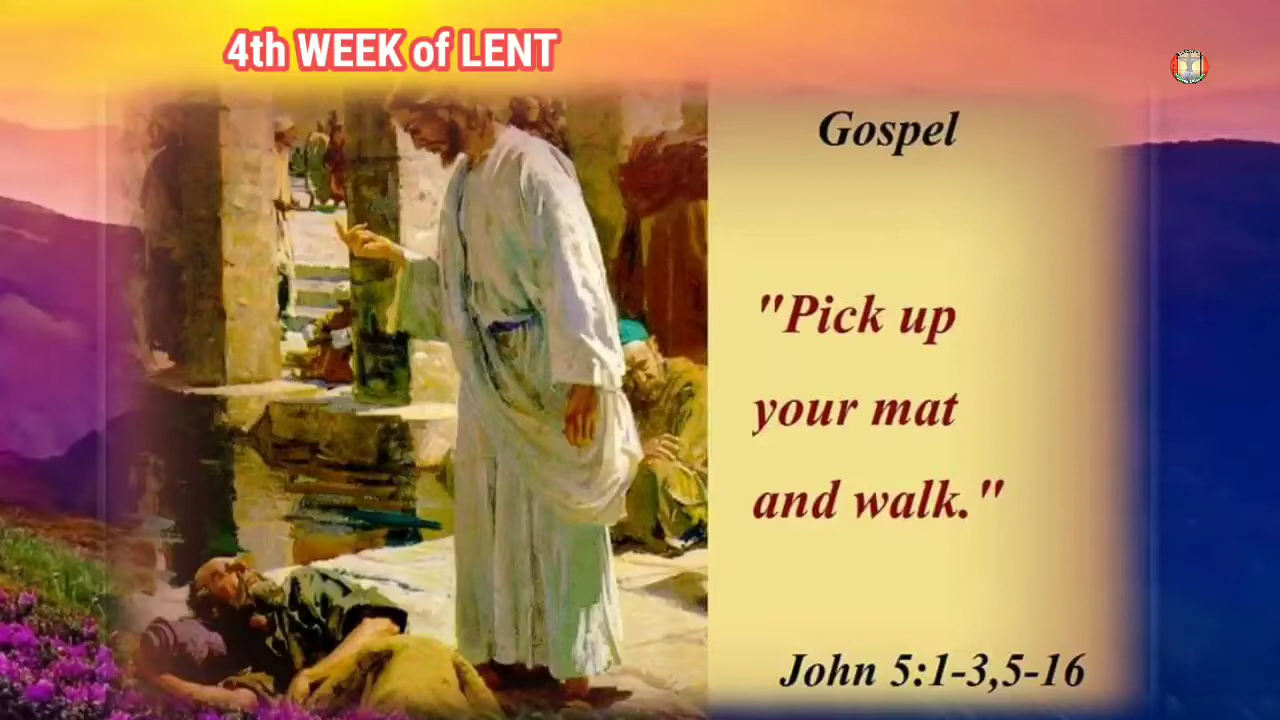 4th WEEK of LENT
Gospel
"Pick up
your mat
and walk."
John 5:1-3,5-16